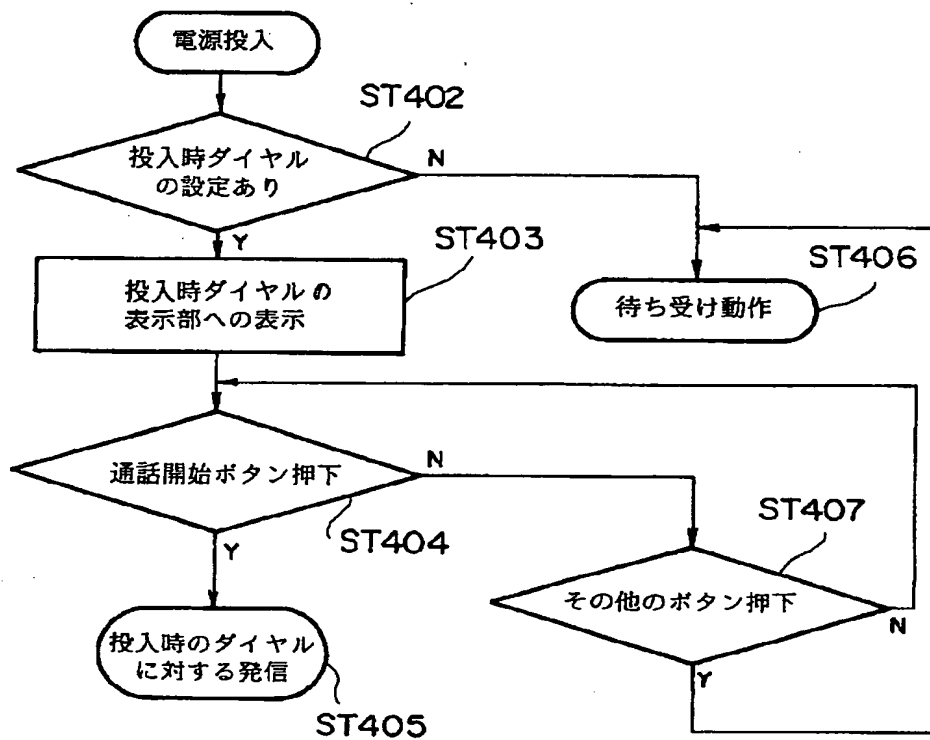 電源投入
ST402
投入時ダイヤル
の設定あり
N
Y
ST403
投入時ダイヤルの
表示部への表示
ST406
待ち受け動作
通話開始ボタン押下
N
ST404
Y
ST407
その他のボタン押下
N
Y
投入時のダイヤル
に対する発信
ST405